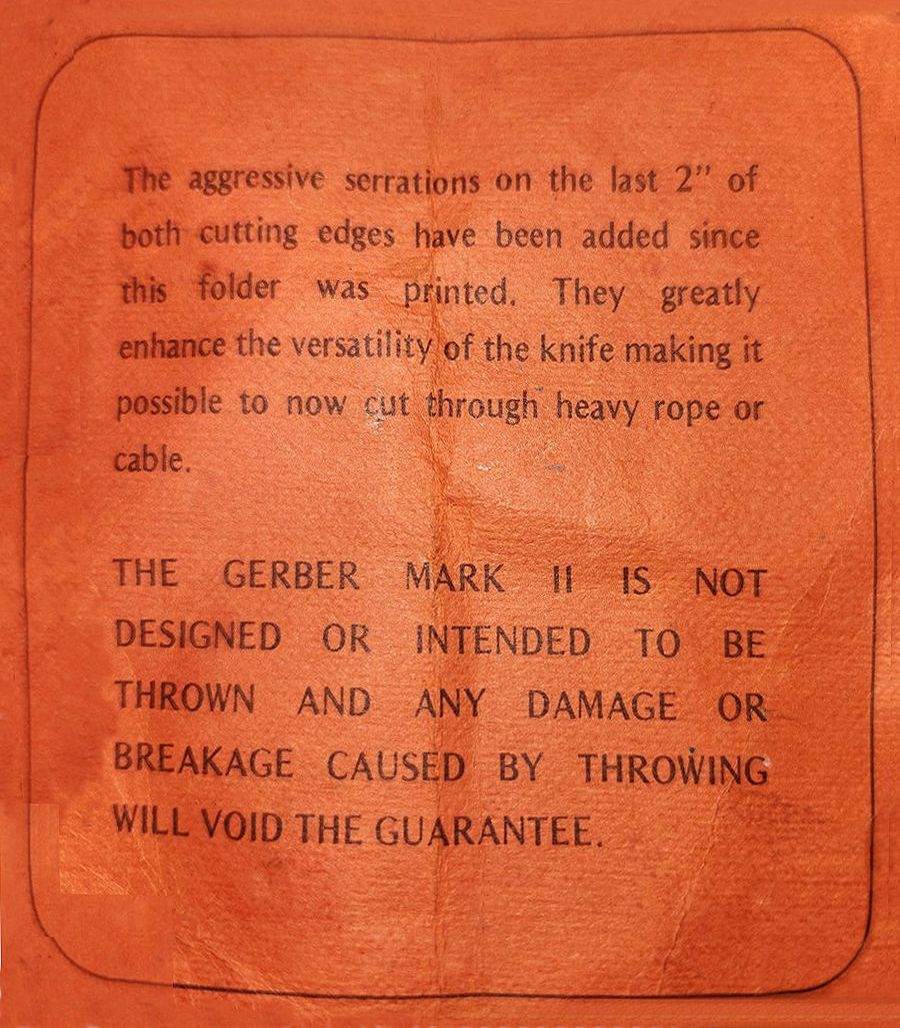 The aggressive serrations on the last 2" of
both cutting edges have been added since
this folder was printed. They greatly
enhance the versatility of the knife making it
possible to now cut through heavy rope or
cable.
THE GERBER MARK II IS NOT
DESIGNED OR INTENDED TO BE
THROWN AND ANY DAMAGE OR
BREAKAGE CAUSED BY THROWING
WILL VOID THE GUARANTEE.